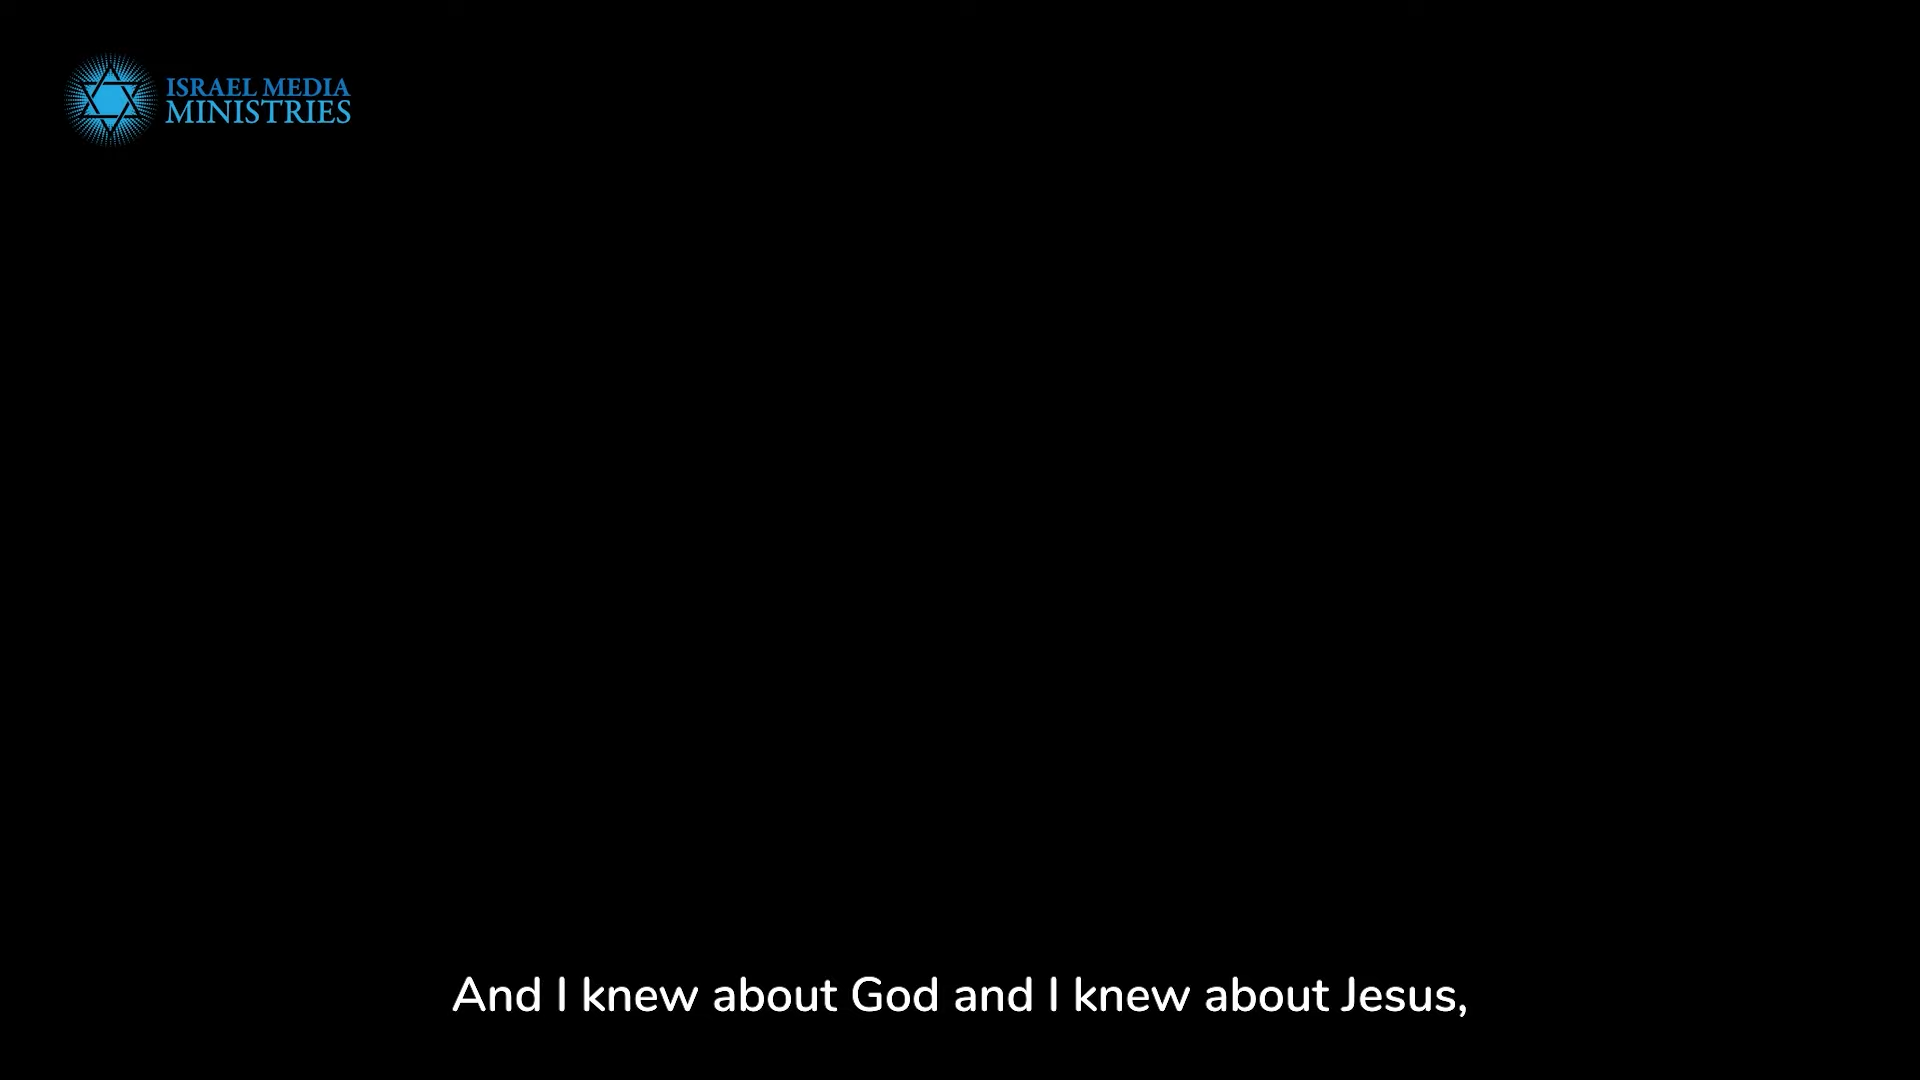 ISRAEL MEDIA
MINISTRIES
And I knew about God and I knew about Jesus,